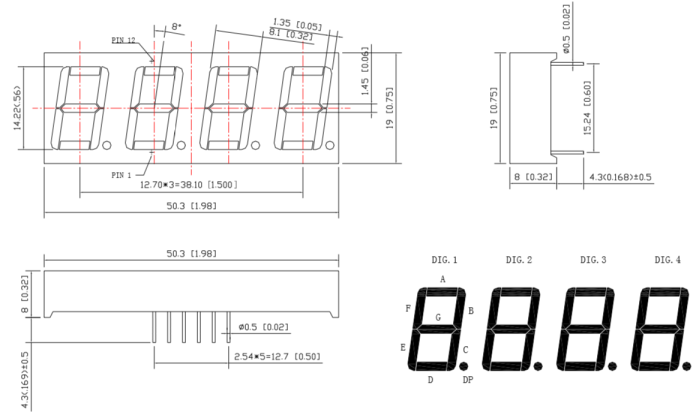 PIN 12
8°
1.35 [0.05]
8.1 [0.32]
1.45 [0.06]
14.22(.56)
19 [0.75]
PIN 1
12.70*3=38.10 [1.500]
50.3 [1.98]
ø0.5 [0.02]
19 [0.75]
15.24 [0.60]
8 [0.32]
4.3(0.168)±0.5
50.3 [1.98]
8 [0.32]
4.3(0.169)±0.5
ø0.5 [0.02]
2.54*5=12.7 [0.50]
DIG.1 DIG.2 DIG.3 DIG.4
A
F B
G
E C
D DP